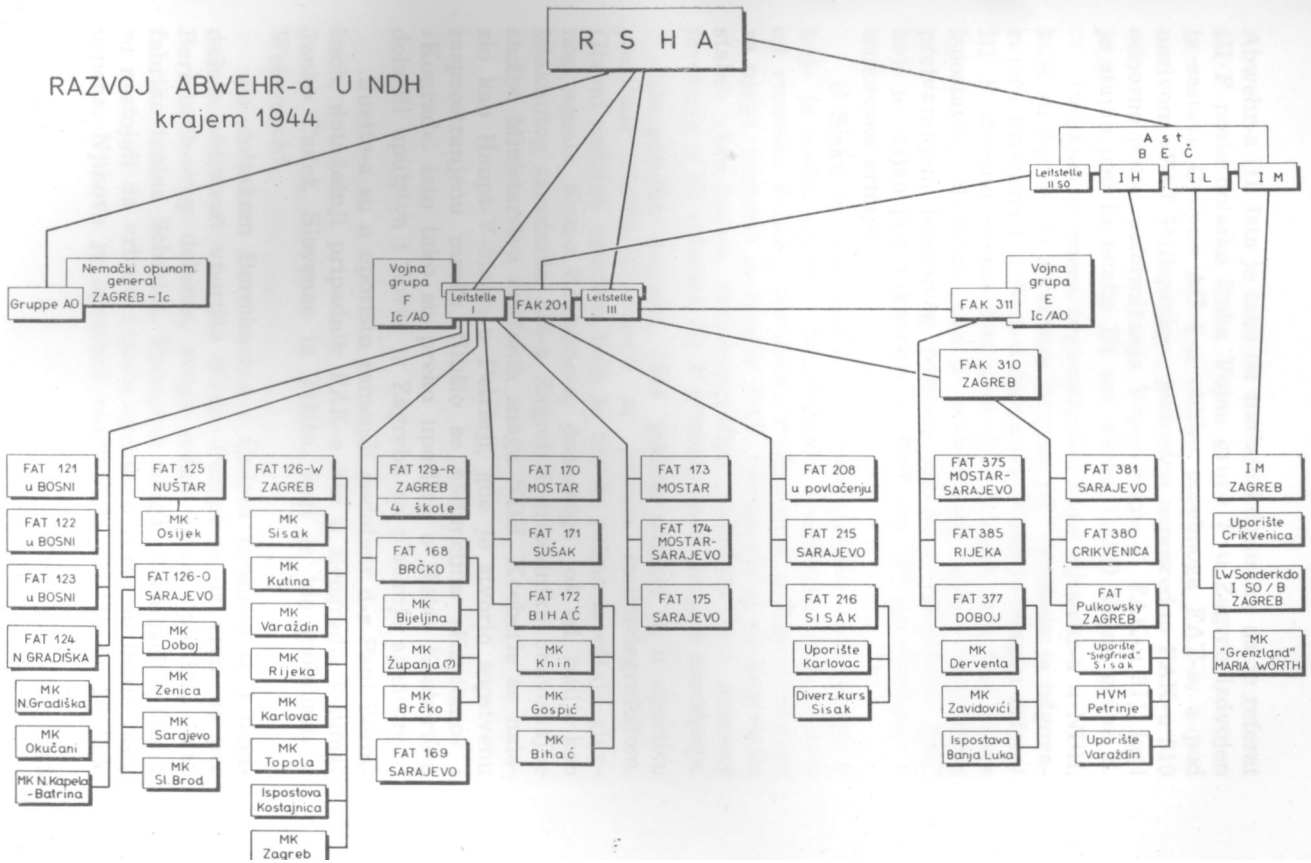 R S H A
RAZVOJ ABWEHR-a U NDH
krajem 1944
A s t
B E Č
Leitstelle
II SO
I H
I L
I M
Gruppe AO
Nemački opunom.
general
ZAGREB-Ic
Vojna
grupa
F
Ic/AO
Leitstelle
I
FAK 201
Leitstelle
III
FAK 311
Vojna
grupa
E
Ic/AO
FAK 310
ZAGREB
FAT 121
u BOSNI
FAT 122
u BOSNI
FAT 123
u BOSNI
FAT 124
N. GRADIŠKA
MK
N.Gradiška
MK
Okučani
MK N. Kapela
-Batrina
FAT 125
NUŠTAR
MK
Osijek
FAT 126-O
SARAJEVO
MK
Doboj
MK
Zenica
MK
Sarajevo
MK
Sl. Brod
FAT 126-W
ZAGREB
MK
Sisak
MK
Kutina
MK
Varaždin
MK
Rijeka
MK
Karlovac
MK
Topola
Ispostava
Kostajnica
MK
Zagreb
FAT 129-R
ZAGREB
4 škole
FAT 168
BRČKO
MK
Bijeljina
MK
Županja (?)
MK
Brčko
FAT 169
SARAJEVO
FAT 170
MOSTAR
FAT 171
SUŠAK
FAT 172
BIHAĆ
MK
Knin
MK
Gospić
MK
Bihać
FAT 173
MOSTAR
FAT 174
MOSTAR-
SARAJEVO
FAT 175
SARAJEVO
FAT 208
u povlačenju
FAT 215
SARAJEVO
FAT 216
SISAK
Uporište
Karlovac
Diverz. kurs
Sisak
FAT 375
MOSTAR-
SARAJEVO
FAT 385
RIJEKA
FAT 377
DOBOJ
MK
Derventa
MK
Zavidovići
Ispostava
Banja Luka
FAT 381
SARAJEVO
FAT 380
CRIKVENICA
FAT
Pulkowsky
ZAGREB
Uporište
"Siegfried"
Sisak
HVM
Petrinje
Uporište
Varaždin
I M
ZAGREB
Uporište
Crikvenica
LW Sonderkdo
I SO / B
ZAGREB
MK
"Grenzland"
MARIA WÖRTH